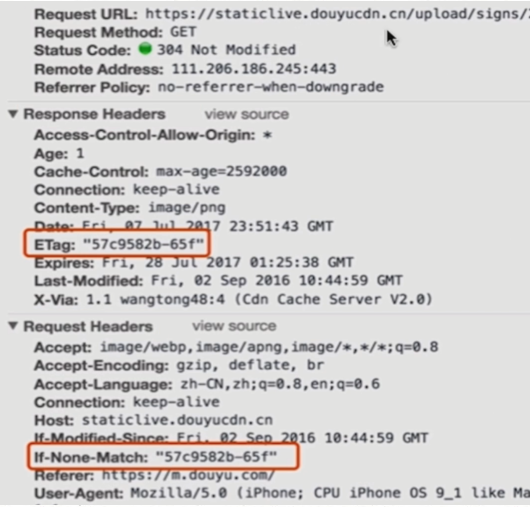 Request URL: https://staticlive.douyucdn.cn/upload/signs/
Request Method: GET
Status Code: 304 Not Modified
Remote Address: 111.206.186.245:443
Referrer Policy: no-referrer-when-downgrade
▼ Response Headers view source
Access-Control-Allow-Origin: *
Age: 1
Cache-Control: max-age=2592000
Connection: keep-alive
Content-Type: image/png
Date: Fri, 07 Jul 2017 23:51:43 GMT
ETag: "57c9582b-65f"
Expires: Fri, 28 Jul 2017 01:25:38 GMT
Last-Modified: Fri, 02 Sep 2016 10:44:59 GMT
X-Via: 1.1 wangtong48:4 (Cdn Cache Server V2.0)
▼ Request Headers view source
Accept: image/webp,image/apng,image/*,*/*;q=0.8
Accept-Encoding: gzip, deflate, br
Accept-Language: zh-CN,zh;q=0.8,en;q=0.6
Connection: keep-alive
Host: staticlive.douyucdn.cn
If-Modified-Since: Fri, 02 Sep 2016 10:44:59 GMT
If-None-Match: "57c9582b-65f"
Referer: https://m.douyu.com/
User-Agent: Mozilla/5.0 (iPhone; CPU iPhone OS 9_1 like Ma